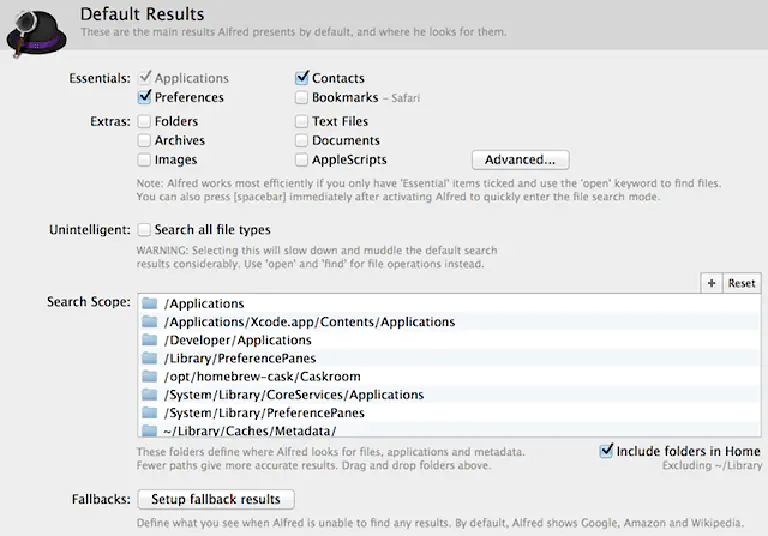 Default Results
These are the main results Alfred presents by default, and where he looks for them.
Essentials: Applications Contacts
Preferences Bookmarks – Safari
Extras: Folders Text Files
Archives Documents
Images AppleScripts Advanced...
Note: Alfred works most efficiently if you only have 'Essential' items ticked and use the 'open' keyword to find files.
You can also press [spacebar] immediately after activating Alfred to quickly enter the file search mode.
Unintelligent: Search all file types
WARNING: Selecting this will slow down and muddle the default search
results considerably. Use 'open' and 'find' for file operations instead.
+ Reset
Search Scope: /Applications
/Applications/Xcode.app/Contents/Applications
/Developer/Applications
/Library/PreferencePanes
/opt/homebrew-cask/Caskroom
/System/Library/CoreServices/Applications
/System/Library/PreferencePanes
~/Library/Caches/Metadata/
These folders define where Alfred looks for files, applications and metadata. Include folders in Home
Fewer paths give more accurate results. Drag and drop folders above. Excluding ~/Library
Fallbacks: Setup fallback results
Define what you see when Alfred is unable to find any results. By default, Alfred shows Google, Amazon and Wikipedia.